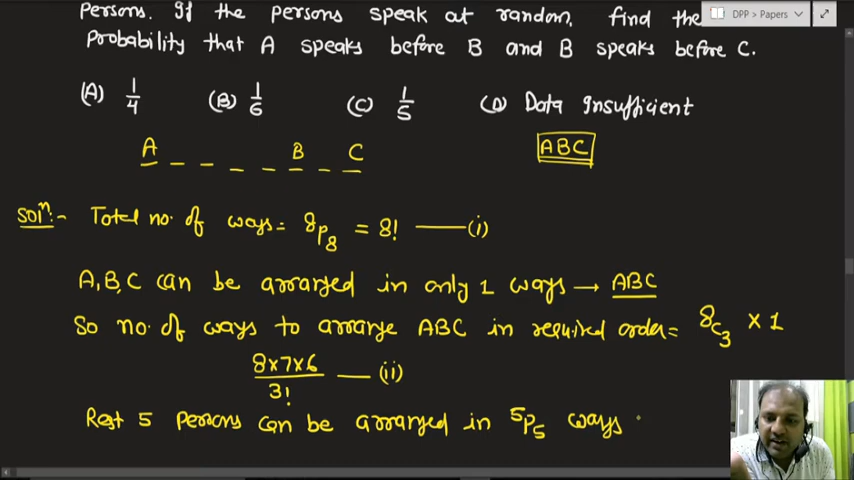 Persons. If the persons speak at random, find the
Probability that A speaks before B and B speaks before C.
DPP > Papers
(A) 1/4 (B) 1/6 (C) 1/5 (D) Data Insufficient
A _ _ _ _ B _ C
ABC
Solⁿ:- Total no. of ways = 8P8 = 8! —— (i)
A,B,C can be arranged in only 1 ways → ABC
So no. of ways to arrange ABC in required order = 8C3 × 1
8×7×6/3! —— (ii)
Rest 5 persons can be arranged in 5P5 ways